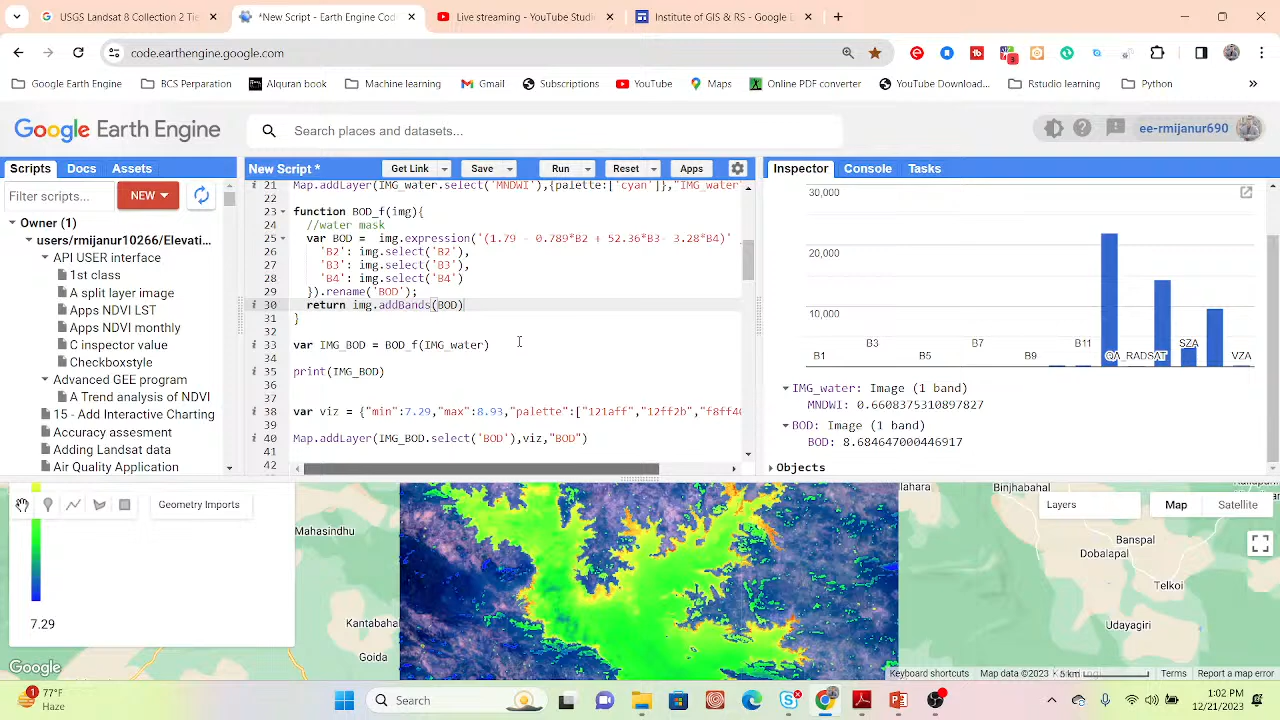 USGS Landsat 8 Collection 2 Tie
*New Script - Earth Engine Cod
Live streaming - YouTube Studio
Institute of GIS & RS - Google D
code.earthengine.google.com
3
Google Earth Engine
BCS Preparation
Alquran book
Machine learning
Gmail
Subscriptions
YouTube
Maps
Online PDF converter
YouTube Download...
Rstudio learning
Python
Google Earth Engine
Search places and datasets...
ee-rmijanur690
Scripts
Docs
Assets
New Script *
Get Link
Save
Run
Reset
Apps
Inspector
Console
Tasks
Filter scripts...
NEW
Owner (1)
users/rmijanur10266/Elevati...
API USER interface
1st class
A split layer image
Apps NDVI LST
Apps NDVI monthly
C inspector value
Checkboxstyle
Advanced GEE program
A Trend analysis of NDVI
15 - Add Interactive Charting
Accuracy assesment
Adding Landsat data
Air Quality Application
21 Map.addLayer(IMG_water.select('MNDWI'),{palette:['cyan']},"IMG_water"
22
23 function BOD_f(img){
24 //water mask
25 var BOD = img.expression('(1.79 - 0.789*B2 + 52.36*B3- 3.28*B4)'
26 'B2': img.select('B2'),
27 'B3': img.select('B3'),
28 'B4': img.select('B4')
29 }).rename('BOD');
30 return img.addBands(BOD)
31 }
32
33 var IMG_BOD = BOD_f(IMG_water)
34
35 print(IMG_BOD)
36
37
38 var viz = {"min":7.29,"max":8.93,"palette":["121aff","12ff2b","f8ff40
39
40 Map.addLayer(IMG_BOD.select('BOD'),viz,"BOD")
41
42
30,000
20,000
10,000
B1
B3
B5
B7
B9
B11
QA_RADSAT
SZA
VZA
IMG_water: Image (1 band)
MNDWI: 0.6608375310897827
BOD: Image (1 band)
BOD: 8.684647000446917
Objects
Geometry Imports
7.29
Google
Mahasindhu
Kantabaha
Goida
Layers
Map
Satellite
Binjhabahal
Banspal
Dobalapal
Telkoi
Udayagiri
Keyboard shortcuts
Map data ©2023
5 km
Terms
Report a map error
1
77°F
Haze
Search
1:02 PM
12/21/2023